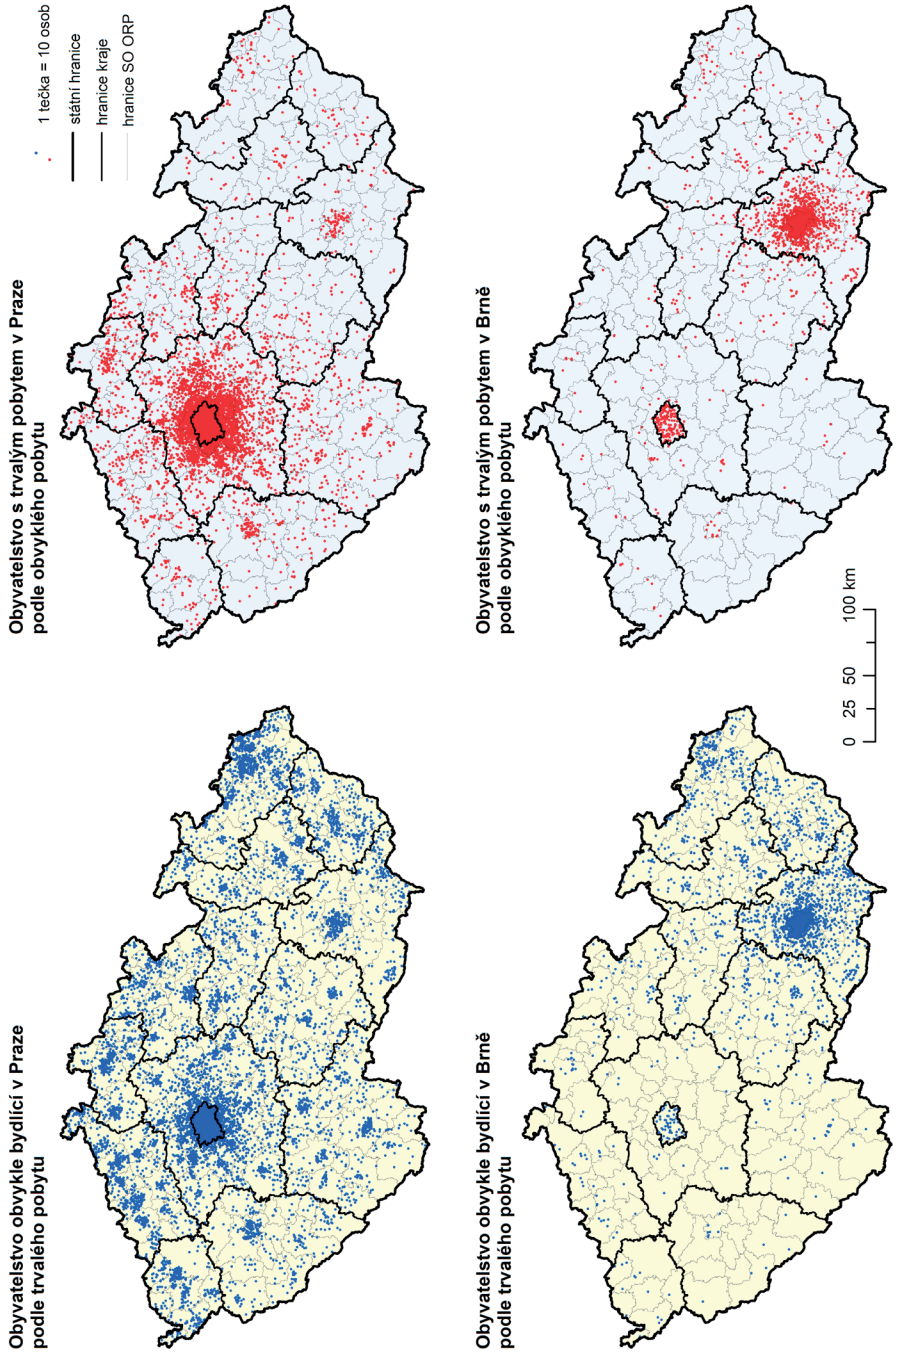 Obyvatelstvo obvykle bydlící v Praze
podle trvalého pobytu
Obyvatelstvo s trvalým pobytem v Praze
podle obvyklého pobytu
1 tečka = 10 osob
státní hranice
hranice kraje
hranice SO ORP
Obyvatelstvo obvykle bydlící v Brně
podle trvalého pobytu
Obyvatelstvo s trvalým pobytem v Brně
podle obvyklého pobytu
0 25 50 100 km